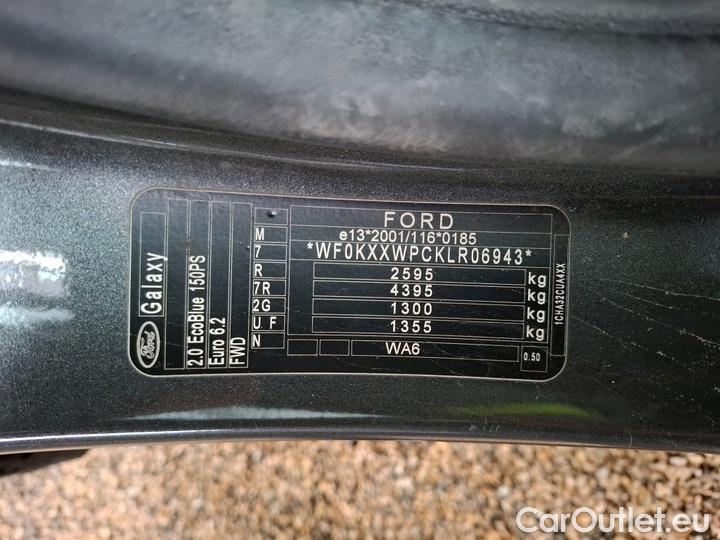 FORD
e13*2001/116*0185
*WF0KXXWPCKLR06943*
2595 kg
4395 kg
1300 kg
1355 kg
WA6 0.50
M
7
R
7R
2G
U F
N
Ford
Galaxy
2.0 EcoBlue 150PS
Euro 6.2
FWD
1CHA32CUA4XX
CarOutlet.eu